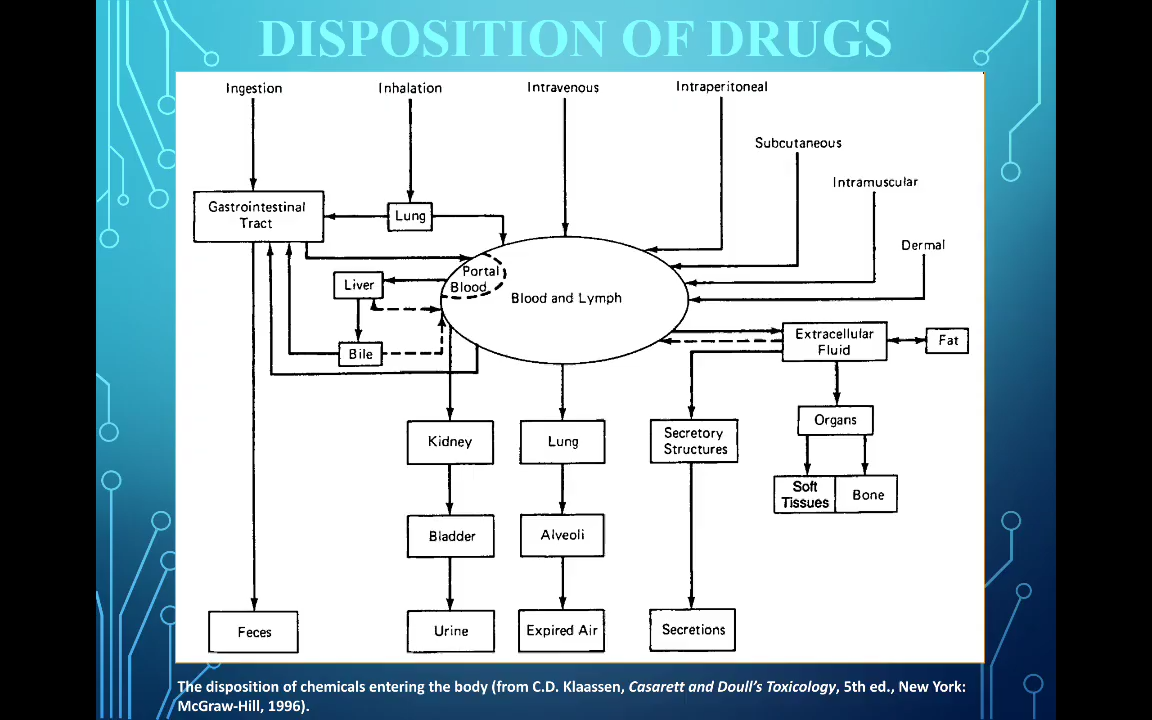 DISPOSITION OF DRUGS
Ingestion
Inhalation
Intravenous
Intraperitoneal
Subcutaneous
Intramuscular
Dermal
Gastrointestinal
Tract
Lung
Portal
Blood
Liver
Blood and Lymph
Bile
Extracellular
Fluid
Fat
Organs
Soft
Tissues
Bone
Kidney
Lung
Secretory
Structures
Bladder
Alveoli
Feces
Urine
Expired Air
Secretions
The disposition of chemicals entering the body (from C.D. Klaassen, Casarett and Doull’s Toxicology, 5th ed., New York:
McGraw-Hill, 1996).